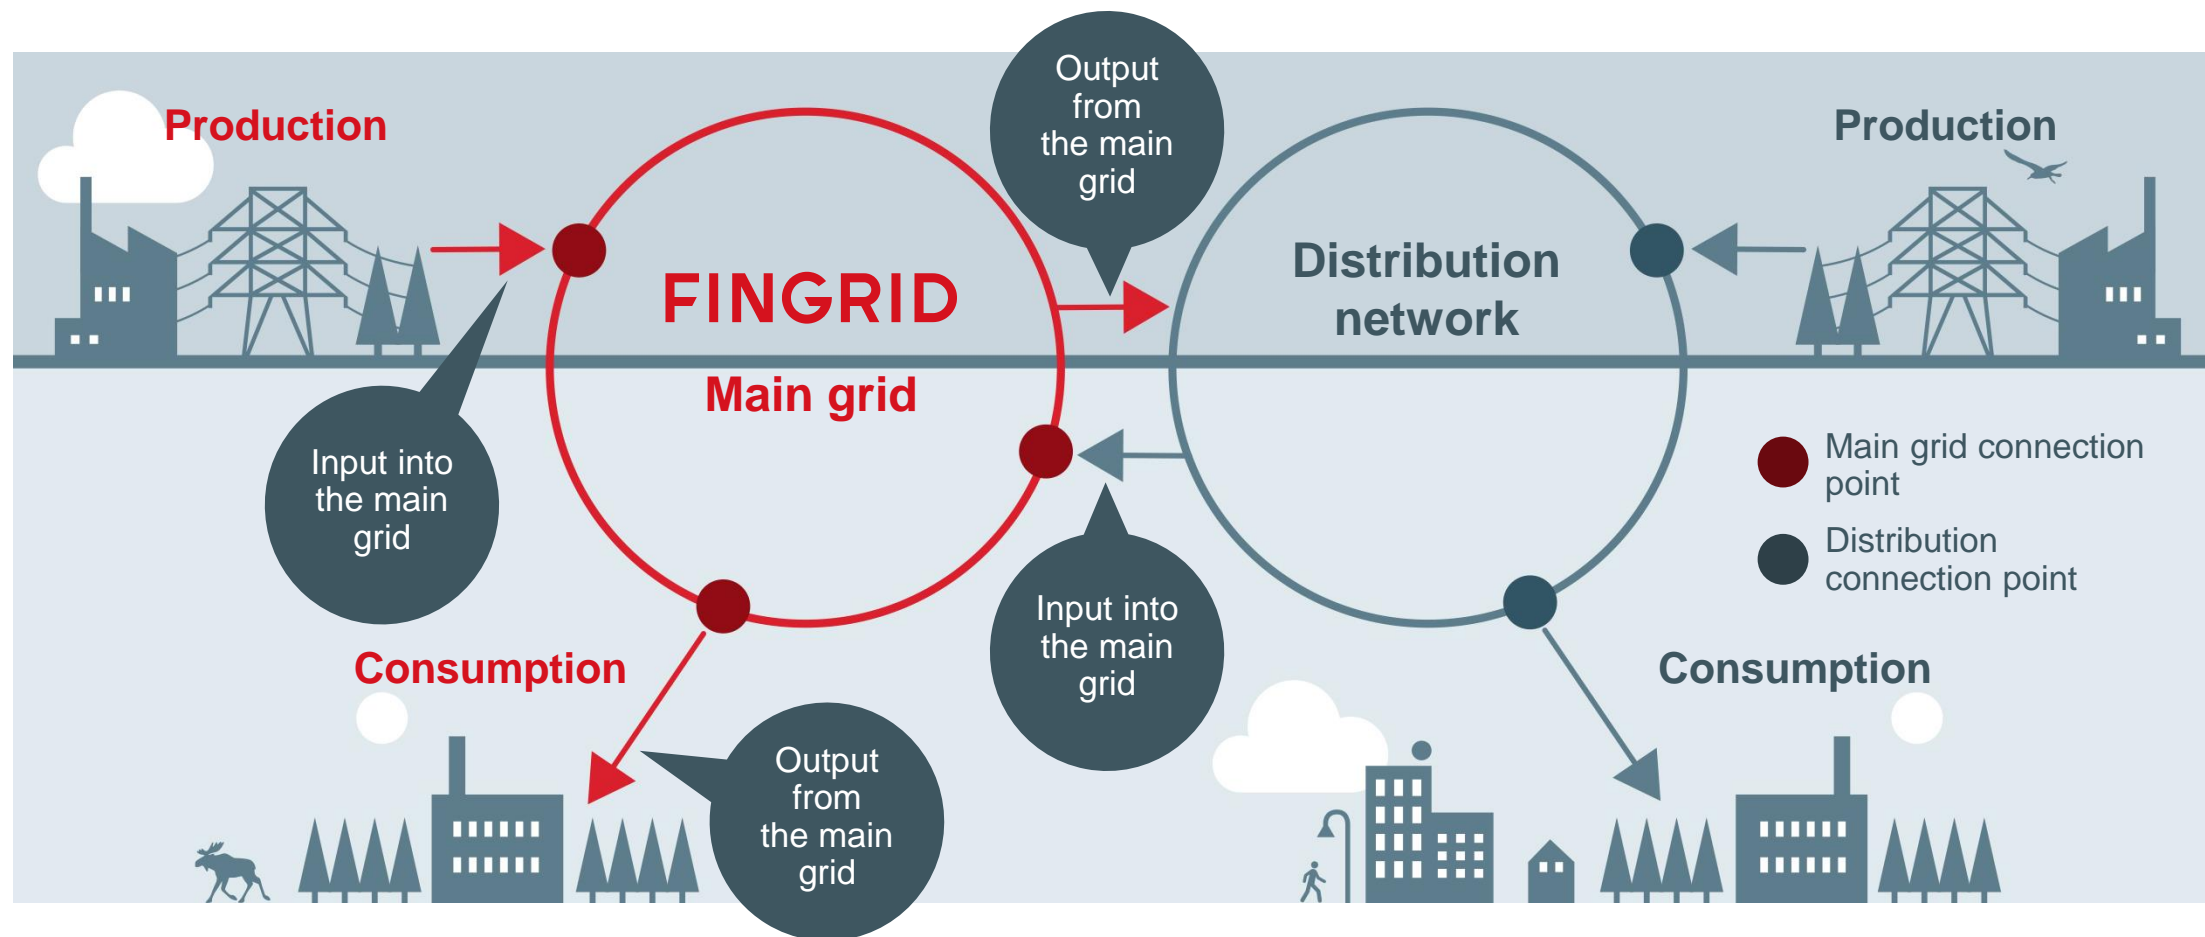 Output
from
the main
grid
Production
Production
FINGRID
Main grid
Distribution
network
Input into
the main
grid
Main grid connection
point
Distribution
connection point
Input into
the main
grid
Consumption
Consumption
Output
from
the main
grid